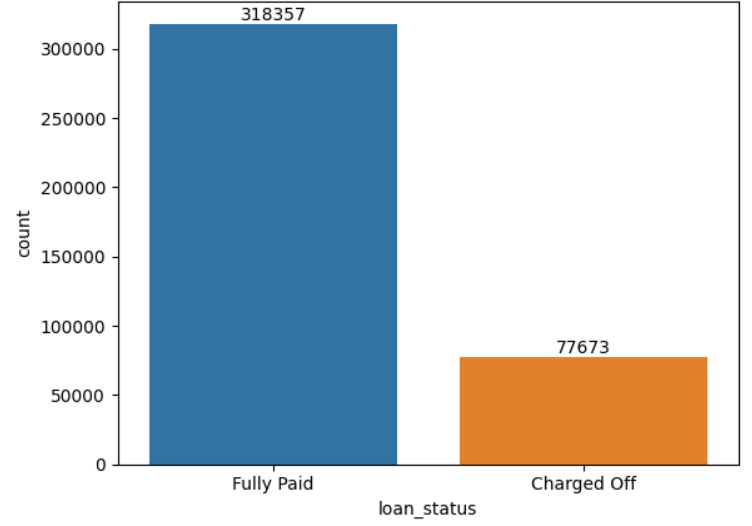 318357
300000
250000
200000
150000
100000
77673
50000
0
count
Fully Paid
Charged Off
loan_status